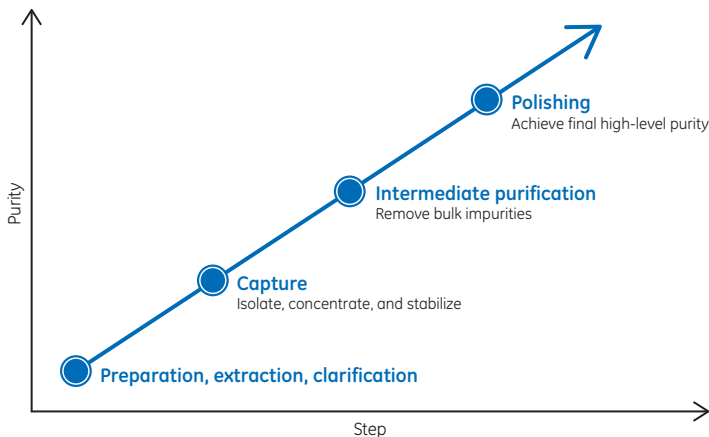 Polishing
Achieve final high-level purity
Intermediate purification
Remove bulk impurities
Purity
Capture
Isolate, concentrate, and stabilize
Preparation, extraction, clarification
Step